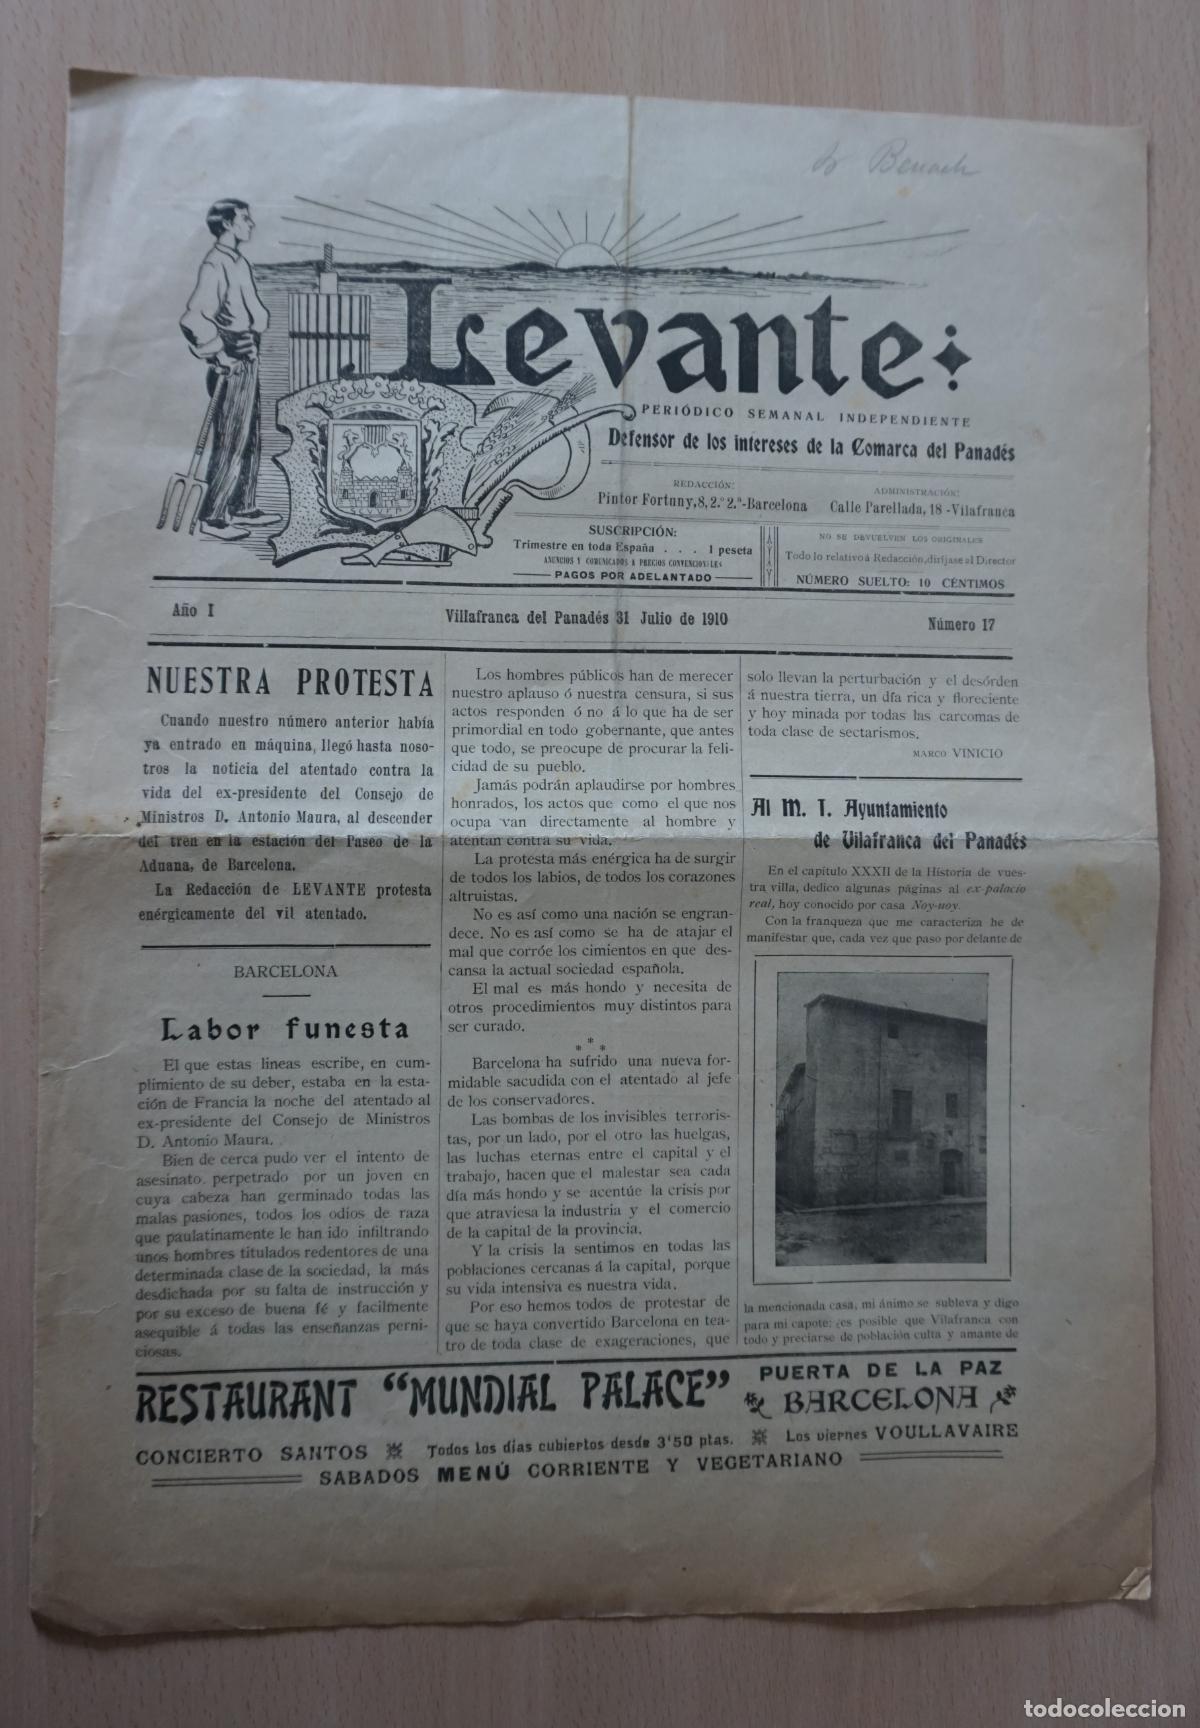 Levante
PERIÓDICO SEMANAL INDEPENDIENTE
Defensor de los intereses de la Comarca del Panadés
REDACCIÓN:
Pintor Fortuny, 8, 2.º 2.ª-Barcelona
ADMINISTRACIÓN:
Calle Parellada, 18 - Vilafranca
SUSCRIPCIÓN:
Trimestre en toda España . . . 1 peseta
ANUNCIOS Y COMUNICADOS A PRECIOS CONVENCIONALES
PAGOS POR ADELANTADO
NO SE DEVUELVEN LOS ORIGINALES
Todo lo relativo á Redacción, diríjase al Director
NÚMERO SUELTO: 10 CÉNTIMOS
Año I
Villafranca del Panadés 31 Julio de 1910
Número 17
NUESTRA PROTESTA
Cuando nuestro número anterior había
ya entrado en máquina, llegó hasta noso-
tros la noticia del atentado contra la
vida del ex-presidente del Consejo de
Ministros D. Antonio Maura, al descender
del tren en la estación del Paseo de la
Aduana, de Barcelona.
La Redacción de LEVANTE protesta
enérgicamente del vil atentado.
BARCELONA
Labor funesta
El que estas lineas escribe, en cum-
plimiento de su deber, estaba en la esta-
ción de Francia la noche del atentado al
ex-presidente del Consejo de Ministros
D. Antonio Maura.
Bien de cerca pudo ver el intento de
asesinato perpetrado por un joven en
cuya cabeza han germinado todas las
malas pasiones, todos los odios de raza
que paulatinamente le han ido infiltrando
unos hombres titulados redentores de una
determinada clase de la sociedad, la más
desdichada por su falta de instrucción y
por su exceso de buena fé y facilmente
asequible á todas las enseñanzas perni-
ciosas.
Los hombres públicos han de merecer
nuestro aplauso ó nuestra censura, si sus
actos responden ó no á lo que ha de ser
primordial en todo gobernante, que antes
que todo, se preocupe de procurar la feli-
cidad de su pueblo.
Jamás podrán aplaudirse por hombres
honrados, los actos que como el que nos
ocupa van directamente al hombre y
atentan contra su vida.
La protesta más enérgica ha de surgir
de todos los labios, de todos los corazones
altruistas.
No es así como una nación se engran-
dece. No es así como se ha de atajar el
mal que corróe los cimientos en que des-
cansa la actual sociedad española.
El mal es más hondo y necesita de
otros procedimientos muy distintos para
ser curado.
* * *
Barcelona ha sufrido una nueva for-
midable sacudida con el atentado al jefe
de los conservadores.
Las bombas de los invisibles terroris-
tas, por un lado, por el otro las huelgas,
las luchas eternas entre el capital y el
trabajo, hacen que el malestar sea cada
día más hondo y se acentúe la crisis por
que atraviesa la industria y el comercio
de la capital de la provincia.
Y la crisis la sentimos en todas las
poblaciones cercanas á la capital, porque
su vida intensiva es nuestra vida.
Por eso hemos todos de protestar de
que se haya convertido Barcelona en tea-
tro de toda clase de exageraciones, que
solo llevan la perturbación y el desórden
á nuestra tierra, un dia rica y floreciente
y hoy minada por todas las carcomas de
toda clase de sectarismos.
MARCO VINICIO
Al M. I. Ayuntamiento
de Vilafranca del Panadés
En el capítulo XXXII de la Historia de vues-
tra villa, dedico algunas páginas al ex-palacio
real, hoy conocido por casa Noy-noy.
Con la franqueza que me caracteriza he de
manifestar que, cada vez que paso por delante de
la mencionada casa, mi ánimo se subleva y digo
para mi capote: ¿es posible que Vilafranca con
todo y preciarse de población culta y amante de
RESTAURANT "MUNDIAL PALACE"
PUERTA DE LA PAZ
BARCELONA
CONCIERTO SANTOS Todos los días cubiertos desde 3'50 ptas. Los viernes VOULLAVAIRE
SABADOS MENÚ CORRIENTE Y VEGETARIANO
todocoleccion